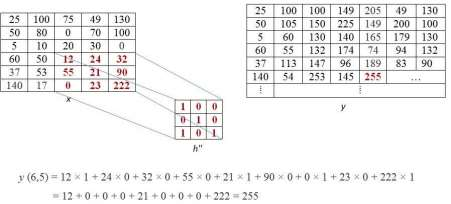 25 100 75 49 130
50 80 0 70 100
5 10 20 30 0
60 50 12 24 32
37 53 55 21 90
140 17 0 23 222
x
1 0 0
0 1 0
1 0 1
h"
25 100 100 149 205 49 130
50 105 150 225 149 200 100
5 60 130 140 165 179 130
60 55 132 174 74 94 132
37 113 147 96 189 83 90
140 54 253 145 255 ...
⋮ ⋮
y
y (6,5) = 12 × 1 + 24 × 0 + 32 × 0 + 55 × 0 + 21 × 1 + 90 × 0 + 0 × 1 + 23 × 0 + 222 × 1
= 12 + 0 + 0 + 0 + 21 + 0 + 0 + 0 + 222 = 255